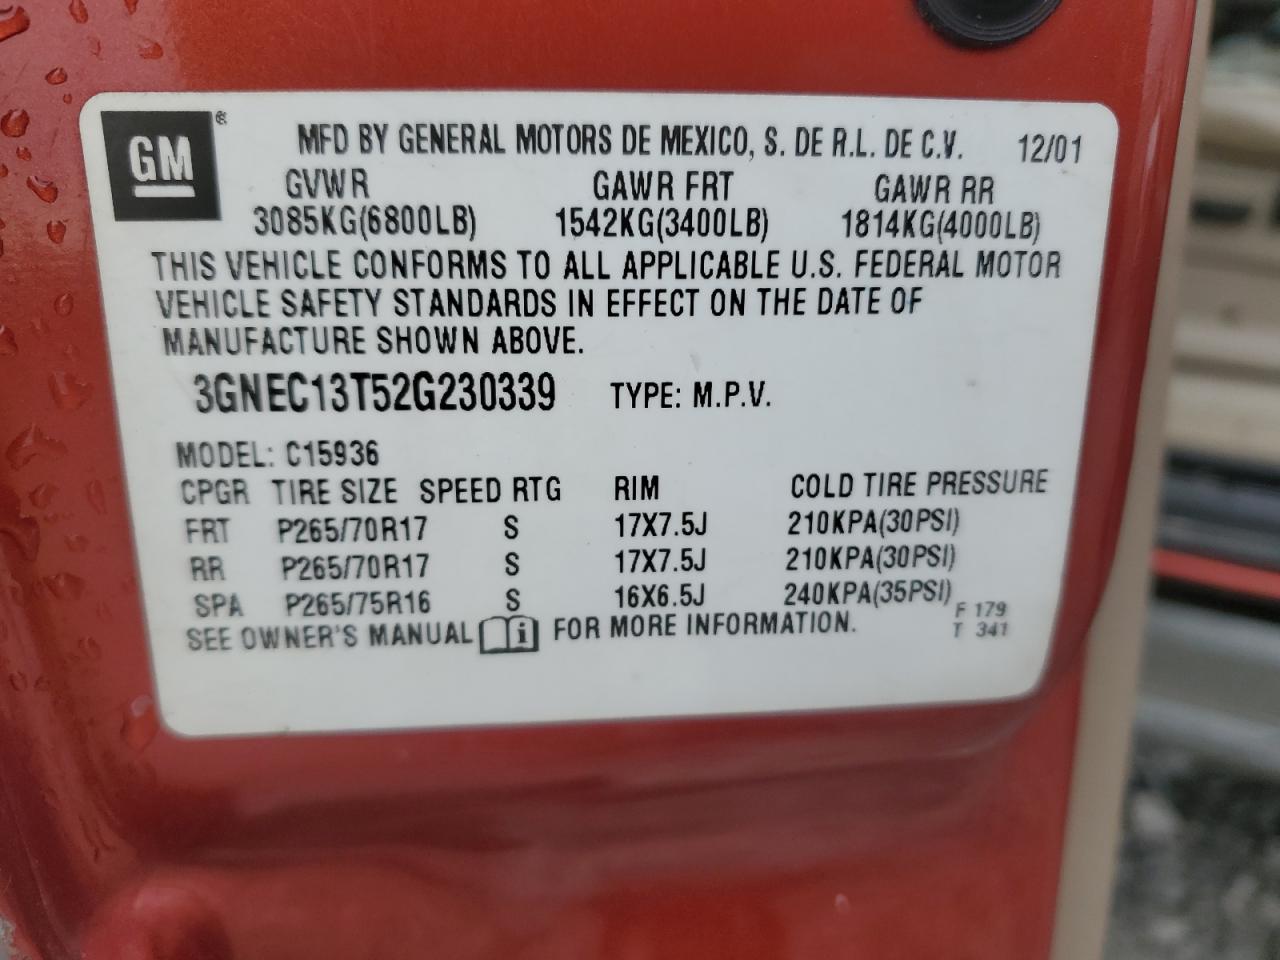 GM®
MFD BY GENERAL MOTORS DE MEXICO, S. DE R.L. DE C.V. 12/01
GVWR GAWR FRT GAWR RR
3085KG(6800LB) 1542KG(3400LB) 1814KG(4000LB)
THIS VEHICLE CONFORMS TO ALL APPLICABLE U.S. FEDERAL MOTOR
VEHICLE SAFETY STANDARDS IN EFFECT ON THE DATE OF
MANUFACTURE SHOWN ABOVE.
3GNEC13T52G230339 TYPE: M.P.V.
MODEL: C15936
CPGR TIRE SIZE SPEED RTG RIM COLD TIRE PRESSURE
FRT P265/70R17 S 17X7.5J 210KPA(30PSI)
RR P265/70R17 S 17X7.5J 210KPA(30PSI)
SPA P265/75R16 S 16X6.5J 240KPA(35PSI)
SEE OWNER'S MANUAL i FOR MORE INFORMATION.
F 179
T 341